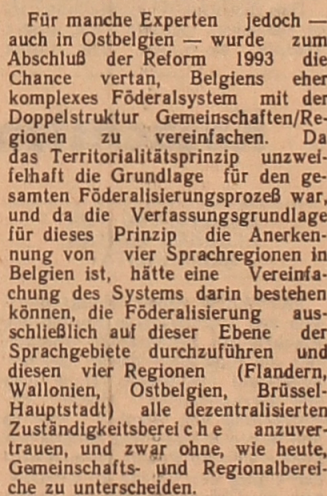 Für manche Experten jedoch —
auch in Ostbelgien — wurde zum
Abschluß der Reform 1993 die
Chance vertan, Belgiens eher
komplexes Föderalsystem mit der
Doppelstruktur Gemeinschaften/Re-
gionen zu vereinfachen. Da
das Territorialitätsprinzip unzwei-
felhaft die Grundlage für den ge-
samten Föderalisierungsprozeß war,
und da die Verfassungsgrundlage
für dieses Prinzip die Anerken-
nung von vier Sprachregionen in
Belgien ist, hätte eine Vereinfa-
chung des Systems darin bestehen
können, die Föderalisierung aus-
schließlich auf dieser Ebene der
Sprachgebiete durchzuführen und
diesen vier Regionen (Flandern,
Wallonien, Ostbelgien, Brüssel-
Hauptstadt) alle dezentralisierten
Zuständigkeitsbereiche anzuver-
trauen, und zwar ohne, wie heute,
Gemeinschafts- und Regionalberei-
che zu unterscheiden.